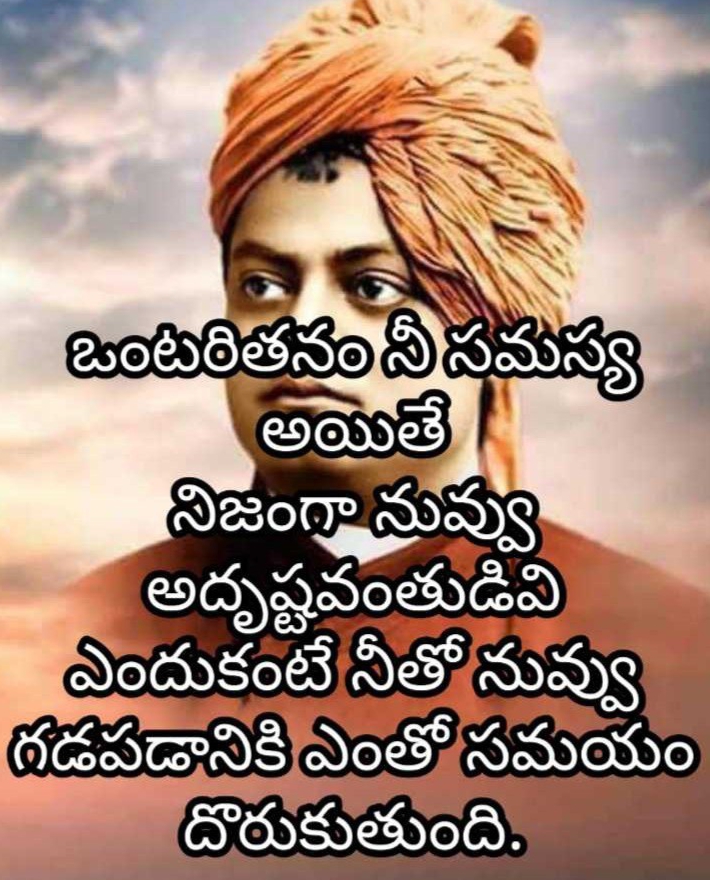 ఒంటరితనం నీ సమస్య
అయితే
నిజంగా నువ్వు
అదృష్టవంతుడివి
ఎందుకంటే నీతో నువ్వు
గడపడానికి ఎంతో సమయం
దొరుకుతుంది.